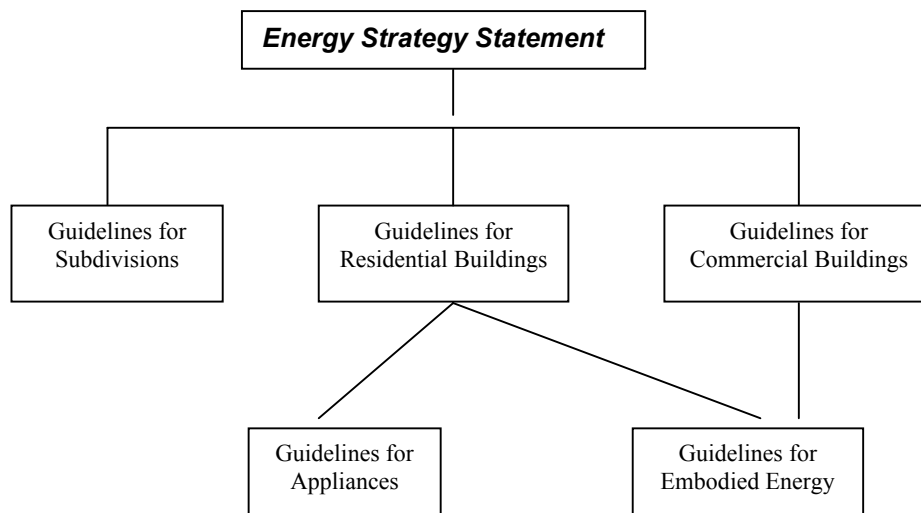 Energy Strategy Statement
Guidelines for
Subdivisions
Guidelines for
Residential Buildings
Guidelines for
Commercial Buildings
Guidelines for
Appliances
Guidelines for
Embodied Energy